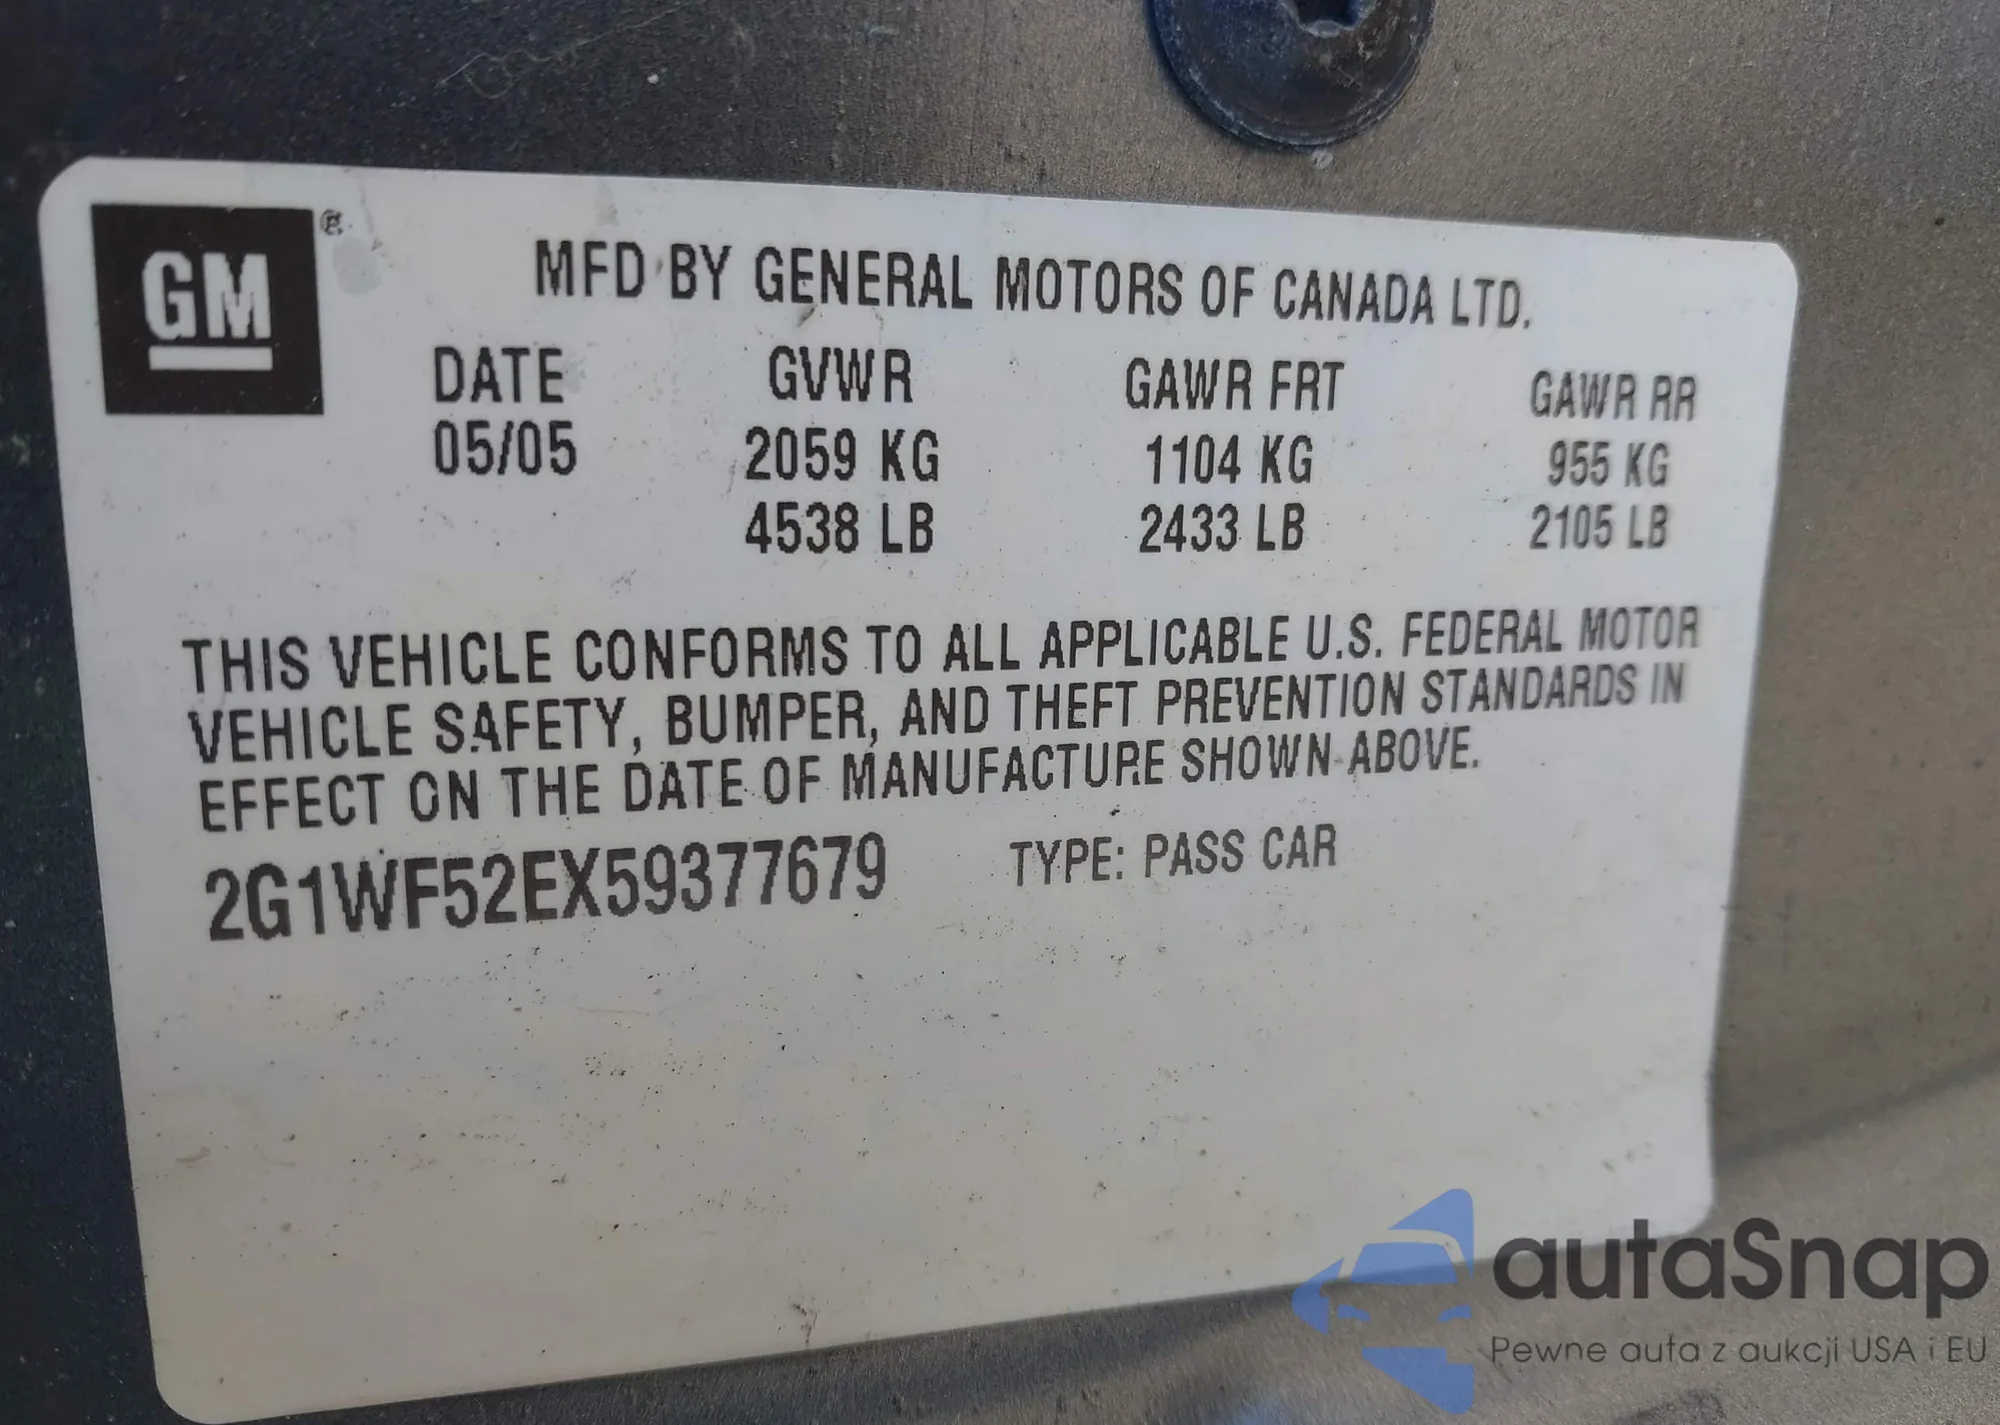 GM ®
MFD BY GENERAL MOTORS OF CANADA LTD.
DATE GVWR GAWR FRT GAWR RR
05/05 2059 KG 1104 KG 955 KG
4538 LB 2433 LB 2105 LB
THIS VEHICLE CONFORMS TO ALL APPLICABLE U.S. FEDERAL MOTOR
VEHICLE SAFETY, BUMPER, AND THEFT PREVENTION STANDARDS IN
EFFECT ON THE DATE OF MANUFACTURE SHOWN ABOVE.
2G1WF52EX59377679 TYPE: PASS CAR
autaSnap
Pewne auta z aukcji USA i EU